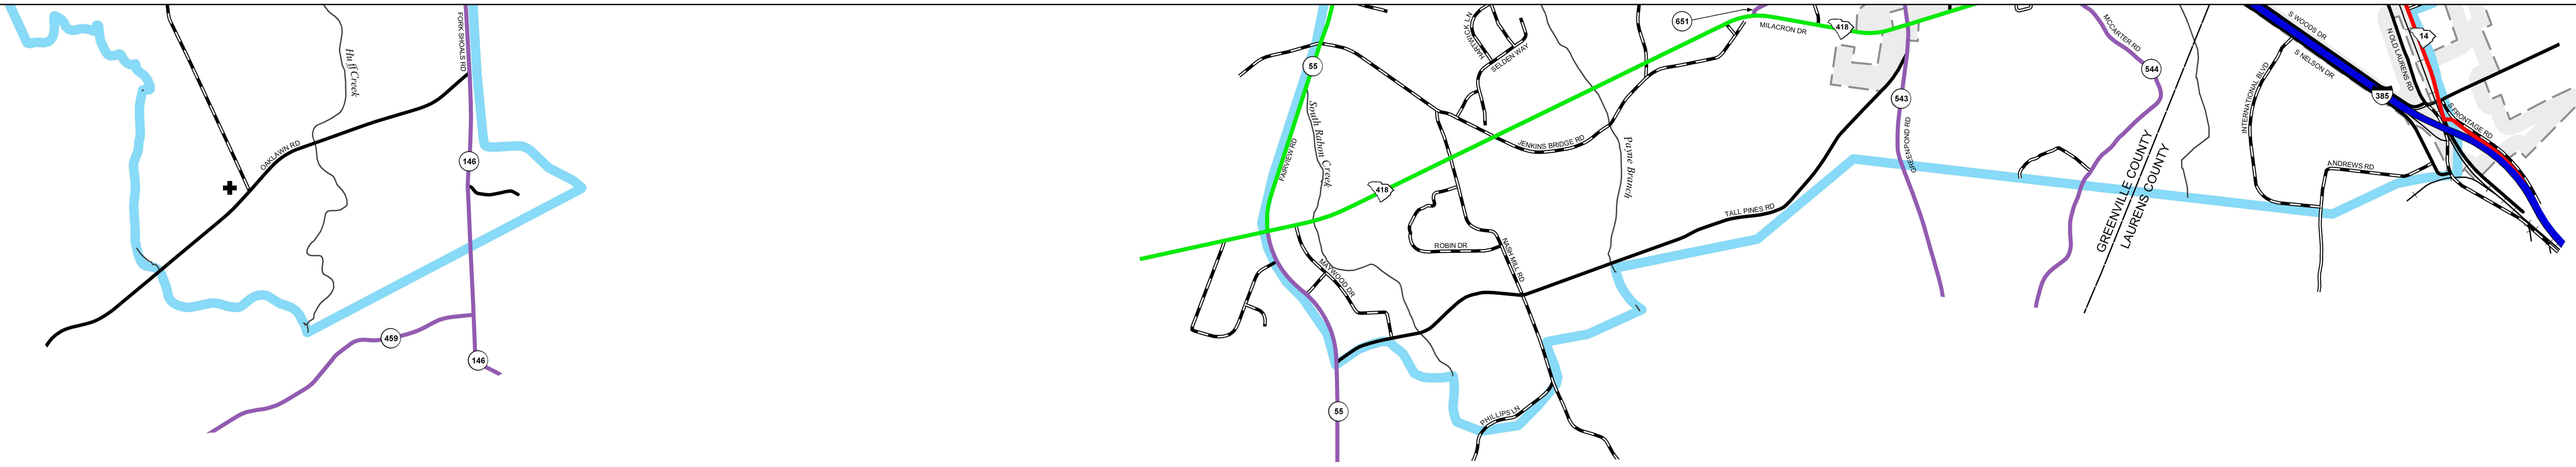 FORK SHOALS RD
Huff Creek
OAKLAWN RD
146
459
146
55
FAIRVIEW RD
South Rabon Creek
HARTWICK LN
SELDEN WAY
651
MILACRON DR
418
JENKINS BRIDGE RD
Payne Branch
418
ROBIN DR
NASH MILL RD
MAYWOOD DR
TALL PINES RD
PHILLIPS LN
55
543
GREENPOND RD
MCCARTER RD
544
GREENVILLE COUNTY
LAURENS COUNTY
INTERNATIONAL BLVD
S WOODS DR
S NELSON DR
385
N OLD LAURENS RD
14
S FRONTAGE RD
ANDREWS RD